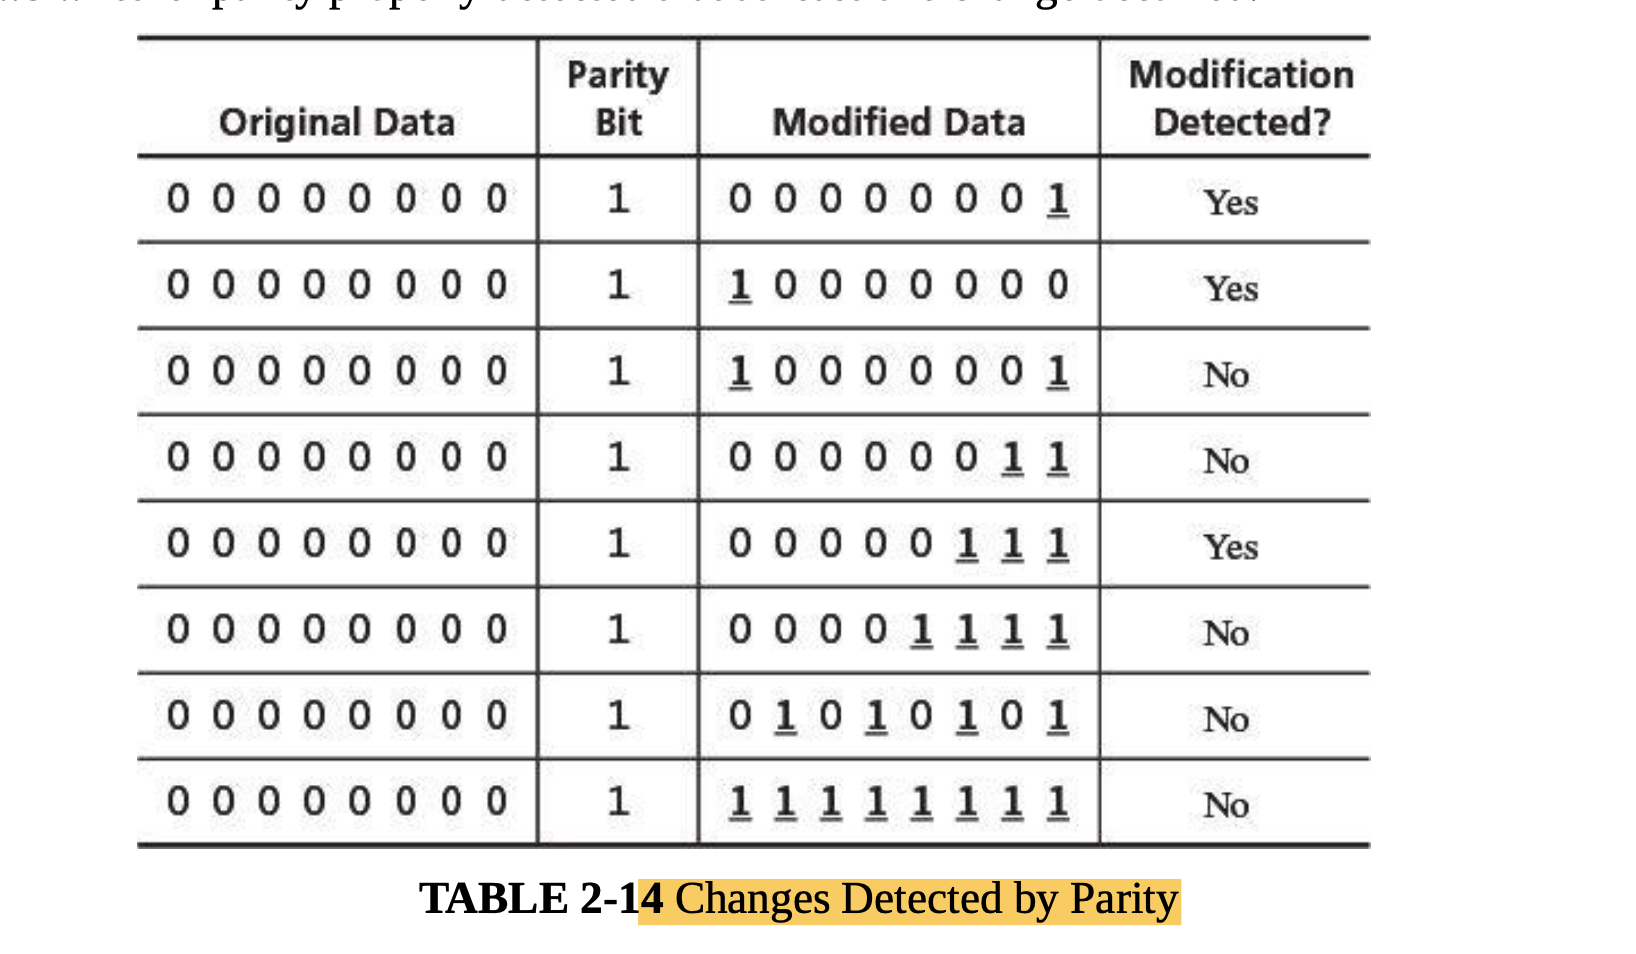 Original Data Parity Bit Modified Data Modification Detected?
0 0 0 0 0 0 0 0 1 0 0 0 0 0 0 0 1 Yes
0 0 0 0 0 0 0 0 1 1 0 0 0 0 0 0 0 Yes
0 0 0 0 0 0 0 0 1 1 0 0 0 0 0 0 1 No
0 0 0 0 0 0 0 0 1 0 0 0 0 0 0 1 1 No
0 0 0 0 0 0 0 0 1 0 0 0 0 0 1 1 1 Yes
0 0 0 0 0 0 0 0 1 0 0 0 0 1 1 1 1 No
0 0 0 0 0 0 0 0 1 0 1 0 1 0 1 0 1 No
0 0 0 0 0 0 0 0 1 1 1 1 1 1 1 1 1 No
TABLE 2-14 Changes Detected by Parity